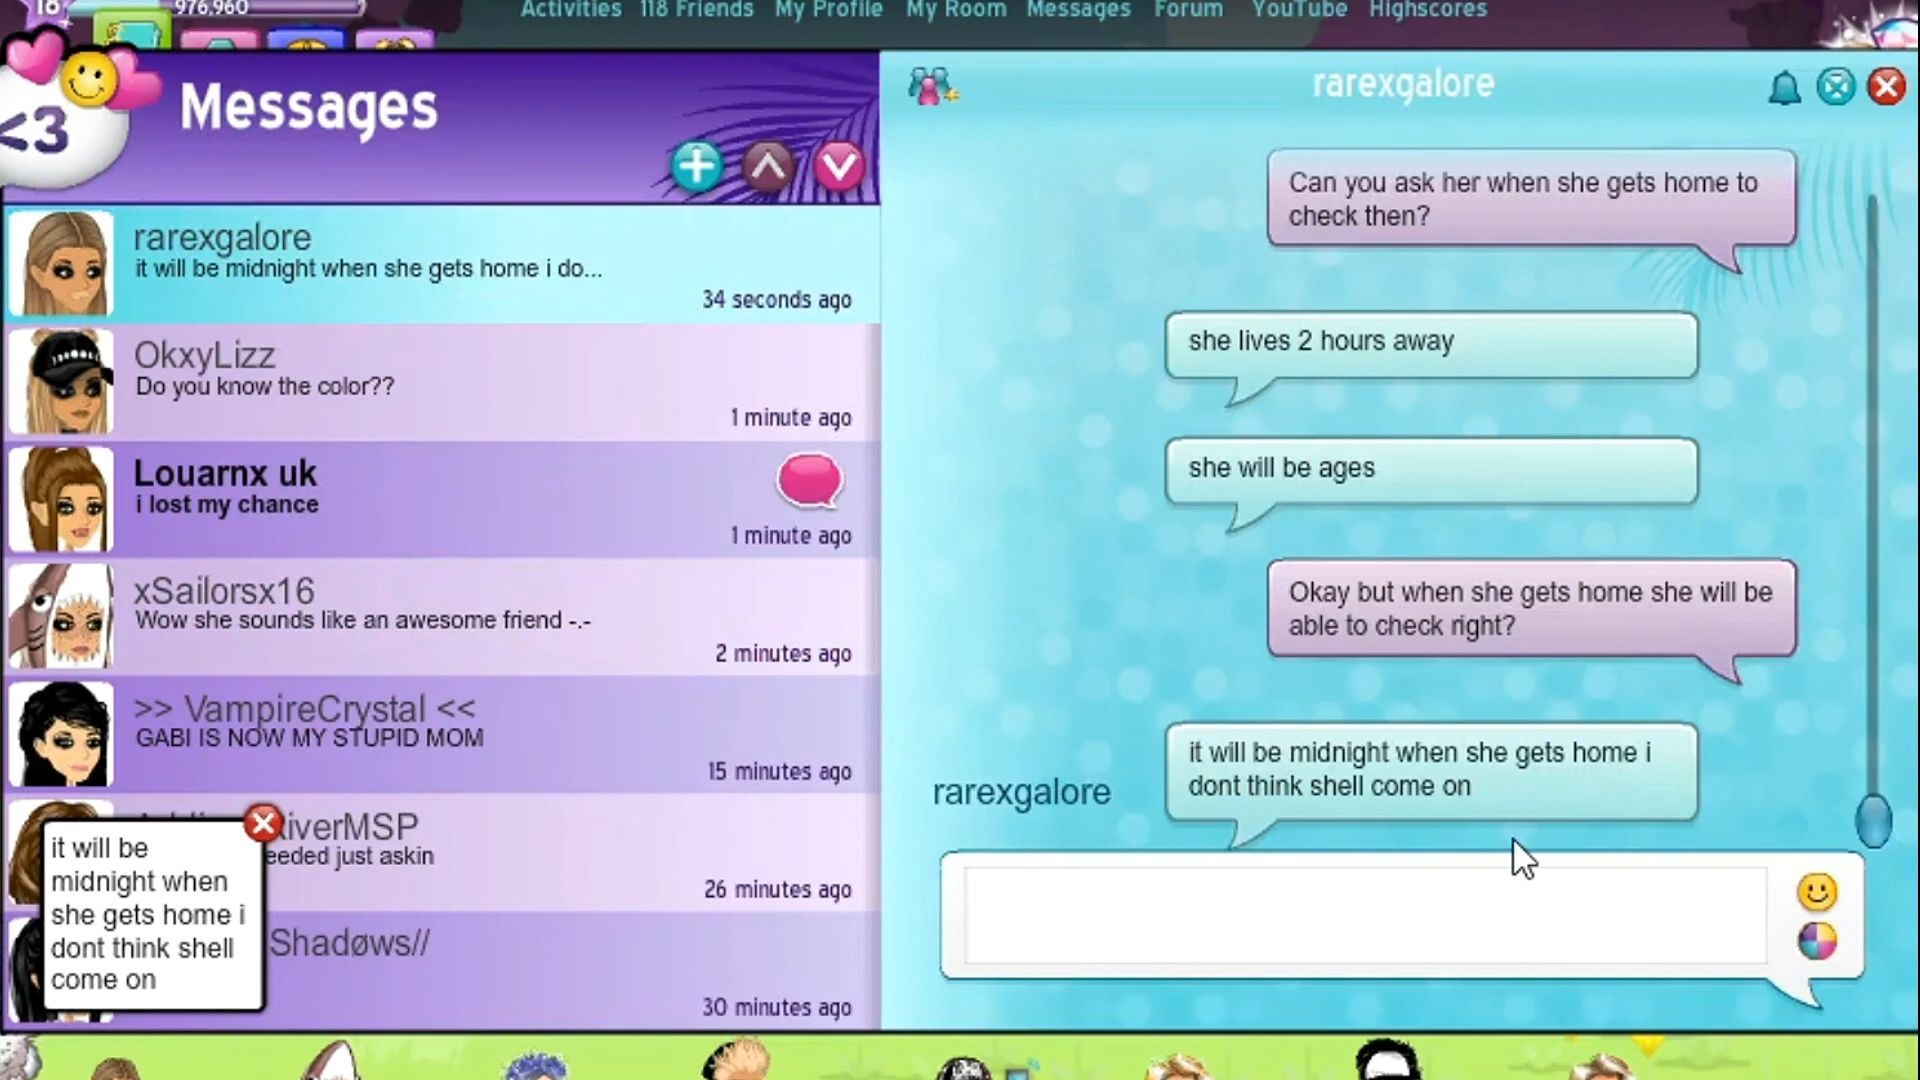 18
976,960
Activities 118 Friends My Profile My Room Messages Forum YouTube Highscores
<3
Messages
rarexgalore
it will be midnight when she gets home i do...
34 seconds ago
OkxyLizz
Do you know the color??
1 minute ago
Louarnx uk
i lost my chance
1 minute ago
xSailorsx16
Wow she sounds like an awesome friend -.-
2 minutes ago
>> VampireCrystal <<
GABI IS NOW MY STUPID MOM
15 minutes ago
iverMSP
eeded just askin
26 minutes ago
Shadøws//
30 minutes ago
it will be
midnight when
she gets home i
dont think shell
come on
rarexgalore
Can you ask her when she gets home to
check then?
she lives 2 hours away
she will be ages
Okay but when she gets home she will be
able to check right?
rarexgalore
it will be midnight when she gets home i
dont think shell come on